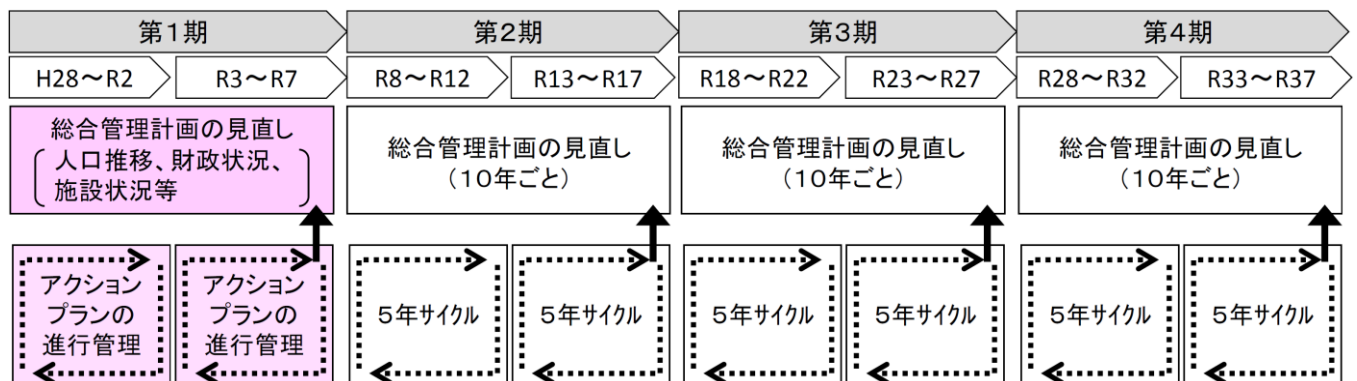 第1期
第2期
第3期
第4期
H28～R2
R3～R7
R8～R12
R13～R17
R18～R22
R23～R27
R28～R32
R33～R37
総合管理計画の見直し
人口推移、財政状況、
施設状況等
総合管理計画の見直し
（10年ごと）
総合管理計画の見直し
（10年ごと）
総合管理計画の見直し
（10年ごと）
アクション
プランの
進行管理
アクション
プランの
進行管理
5年サイクル
5年サイクル
5年サイクル
5年サイクル
5年サイクル
5年サイクル